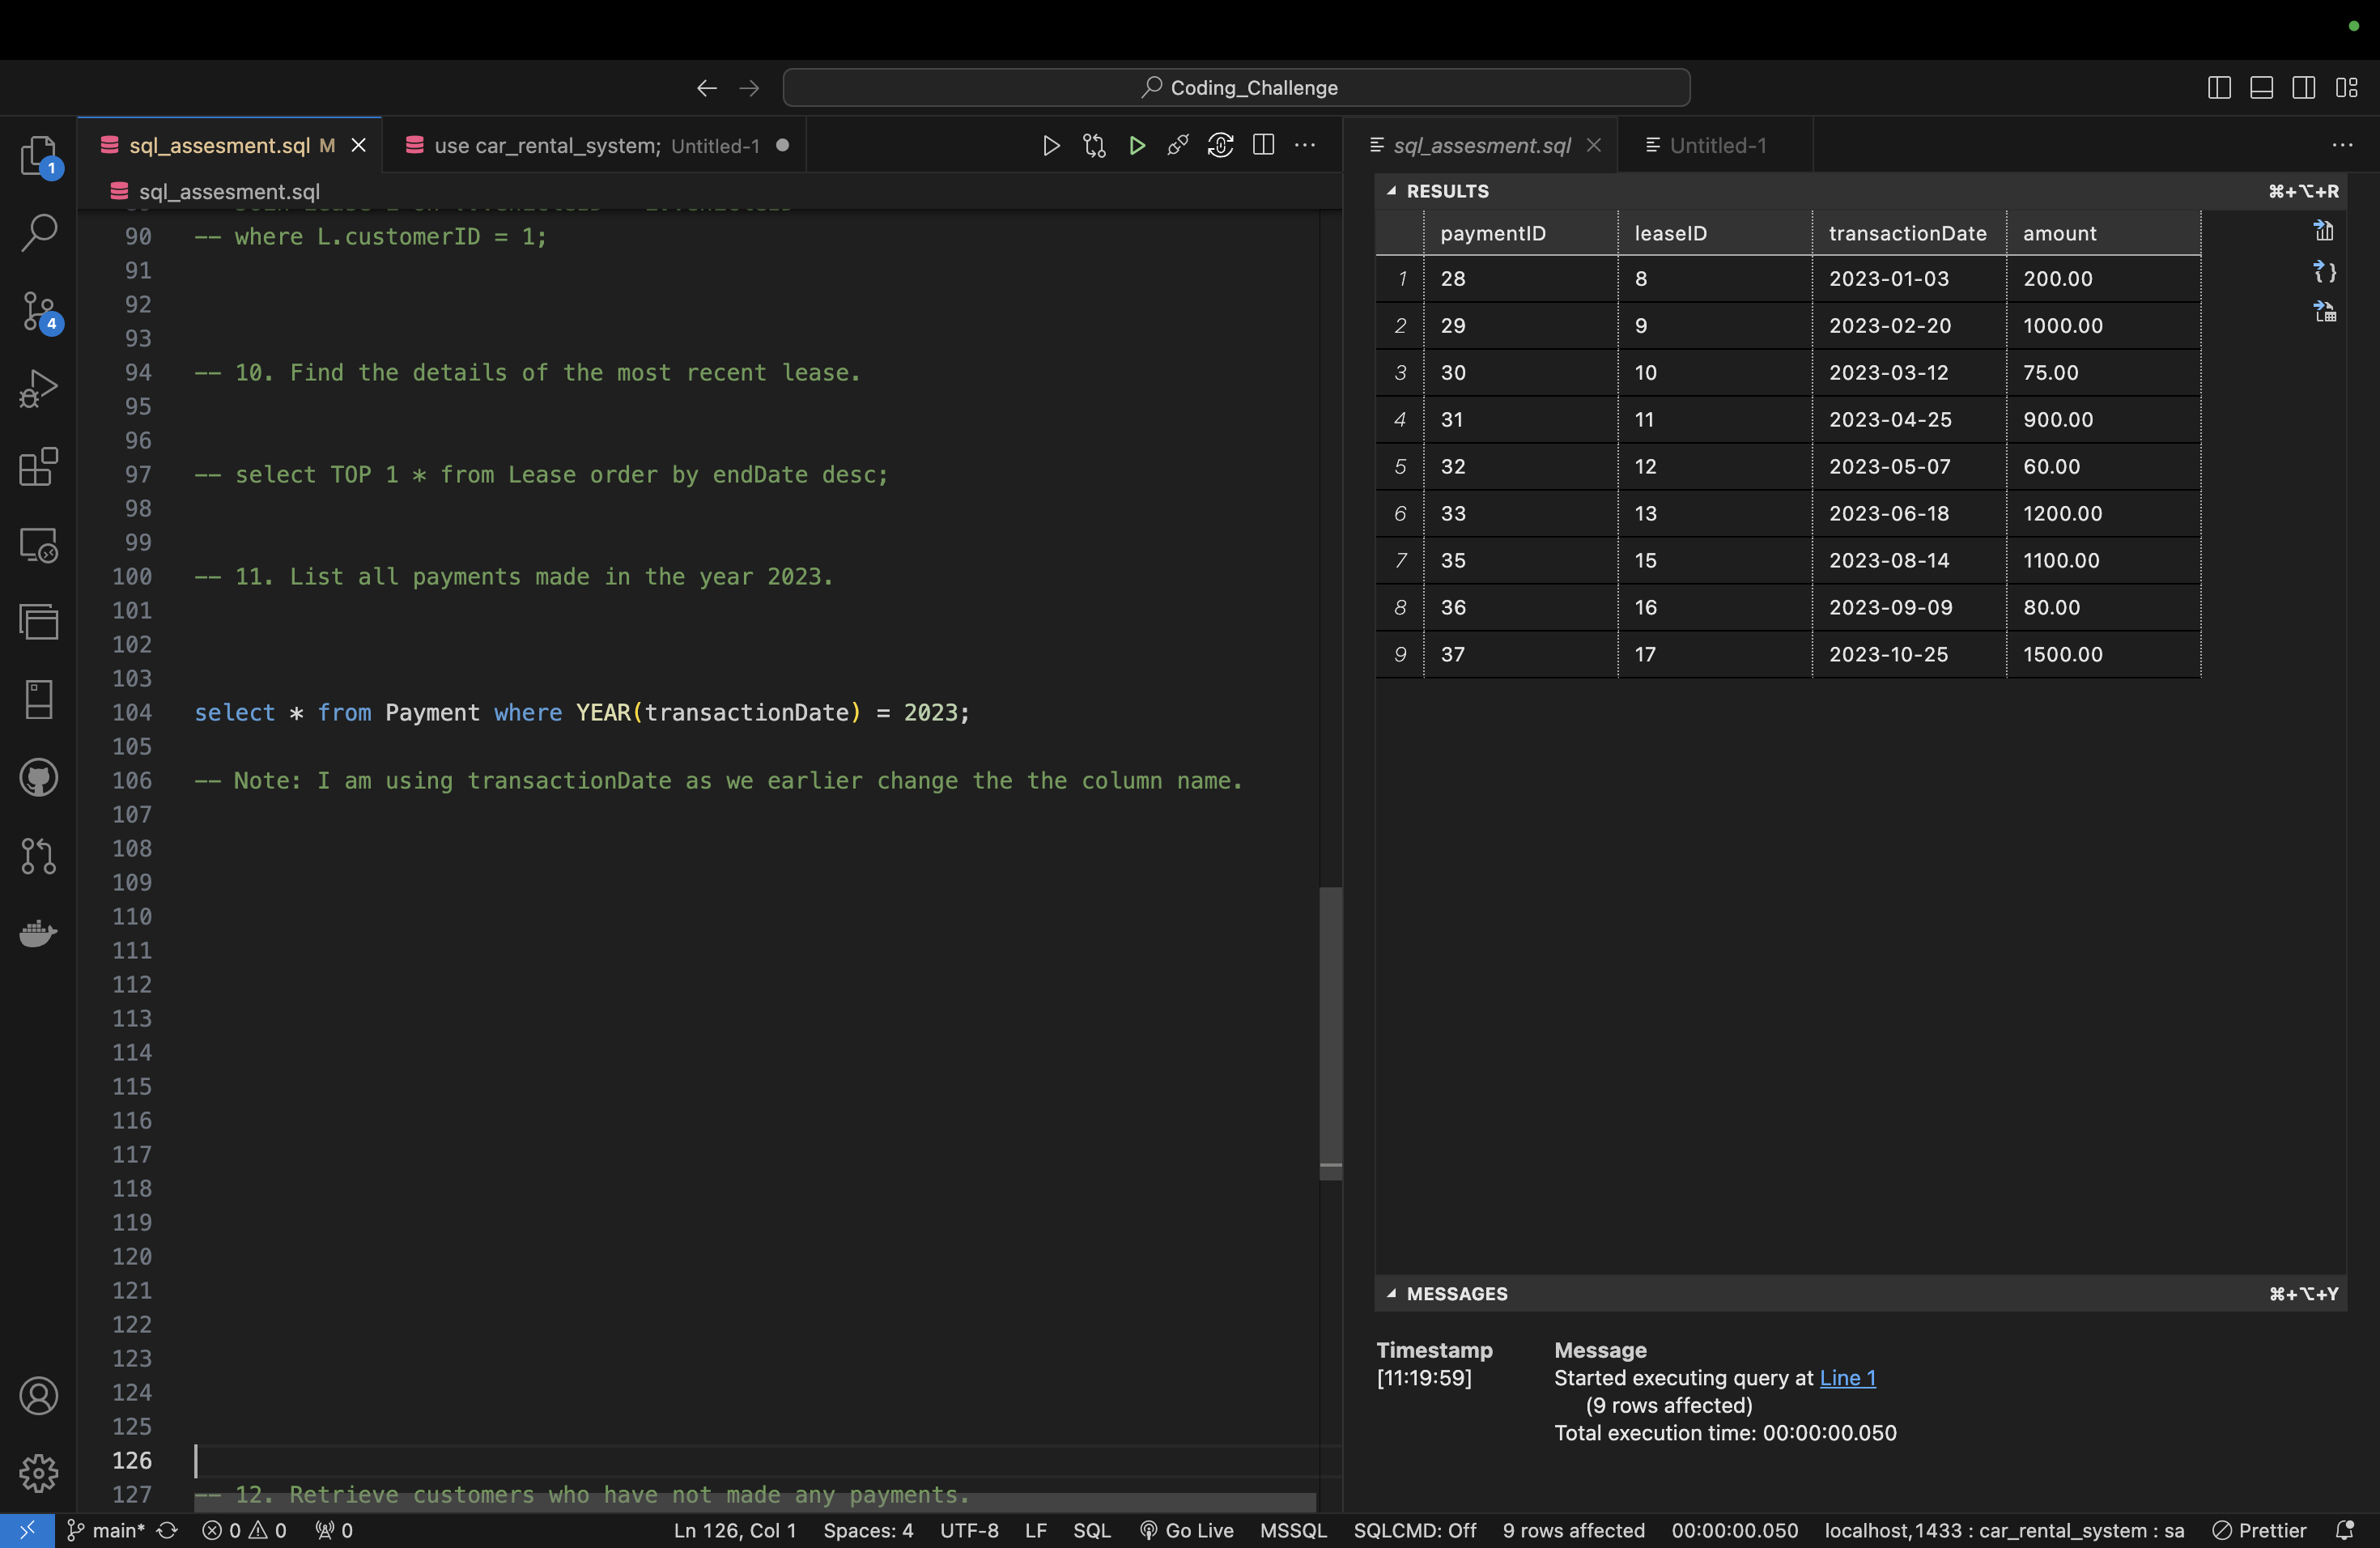 Coding_Challenge
sql_assesment.sql M
use car_rental_system; Untitled-1
sql_assesment.sql
Untitled-1
1
4
sql_assesment.sql
90 -- where L.customerID = 1;
91
92
93
94 -- 10. Find the details of the most recent lease.
95
96
97 -- select TOP 1 * from Lease order by endDate desc;
98
99
100 -- 11. List all payments made in the year 2023.
101
102
103
104 select * from Payment where YEAR(transactionDate) = 2023;
105
106 -- Note: I am using transactionDate as we earlier change the the column name.
107
108
109
110
111
112
113
114
115
116
117
118
119
120
121
122
123
124
125
126
127 -- 12. Retrieve customers who have not made any payments.
RESULTS ⌘+⌥+R
paymentID leaseID transactionDate amount
1 28 8 2023-01-03 200.00
2 29 9 2023-02-20 1000.00
3 30 10 2023-03-12 75.00
4 31 11 2023-04-25 900.00
5 32 12 2023-05-07 60.00
6 33 13 2023-06-18 1200.00
7 35 15 2023-08-14 1100.00
8 36 16 2023-09-09 80.00
9 37 17 2023-10-25 1500.00
MESSAGES ⌘+⌥+Y
Timestamp Message
[11:19:59] Started executing query at Line 1
(9 rows affected)
Total execution time: 00:00:00.050
main* 0 0 0 Ln 126, Col 1 Spaces: 4 UTF-8 LF SQL Go Live MSSQL SQLCMD: Off 9 rows affected 00:00:00.050 localhost,1433 : car_rental_system : sa Prettier